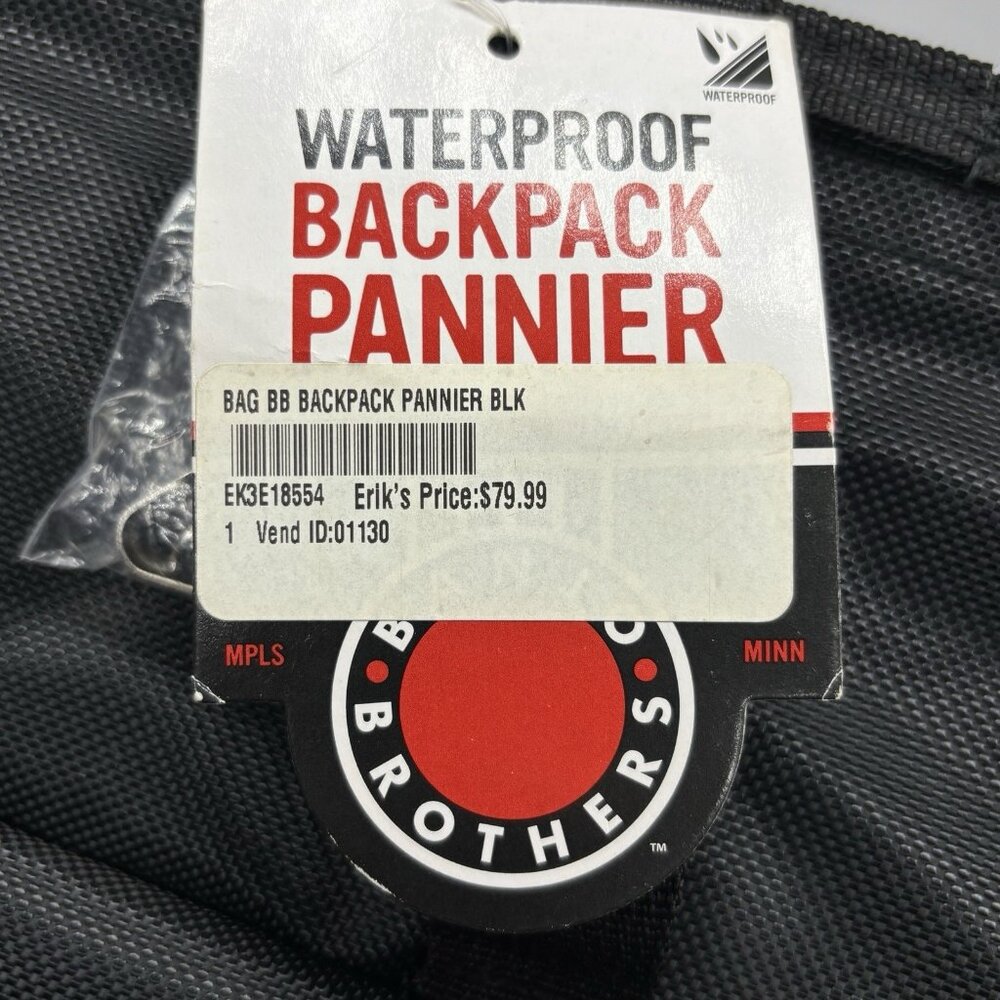 WATERPROOF
WATERPROOF
BACKPACK
PANNIER
BAG BB BACKPACK PANNIER BLK
EK3E18554 Erik's Price:$79.99
1 Vend ID:01130
MPLS
MINN
BROTHERS
TM